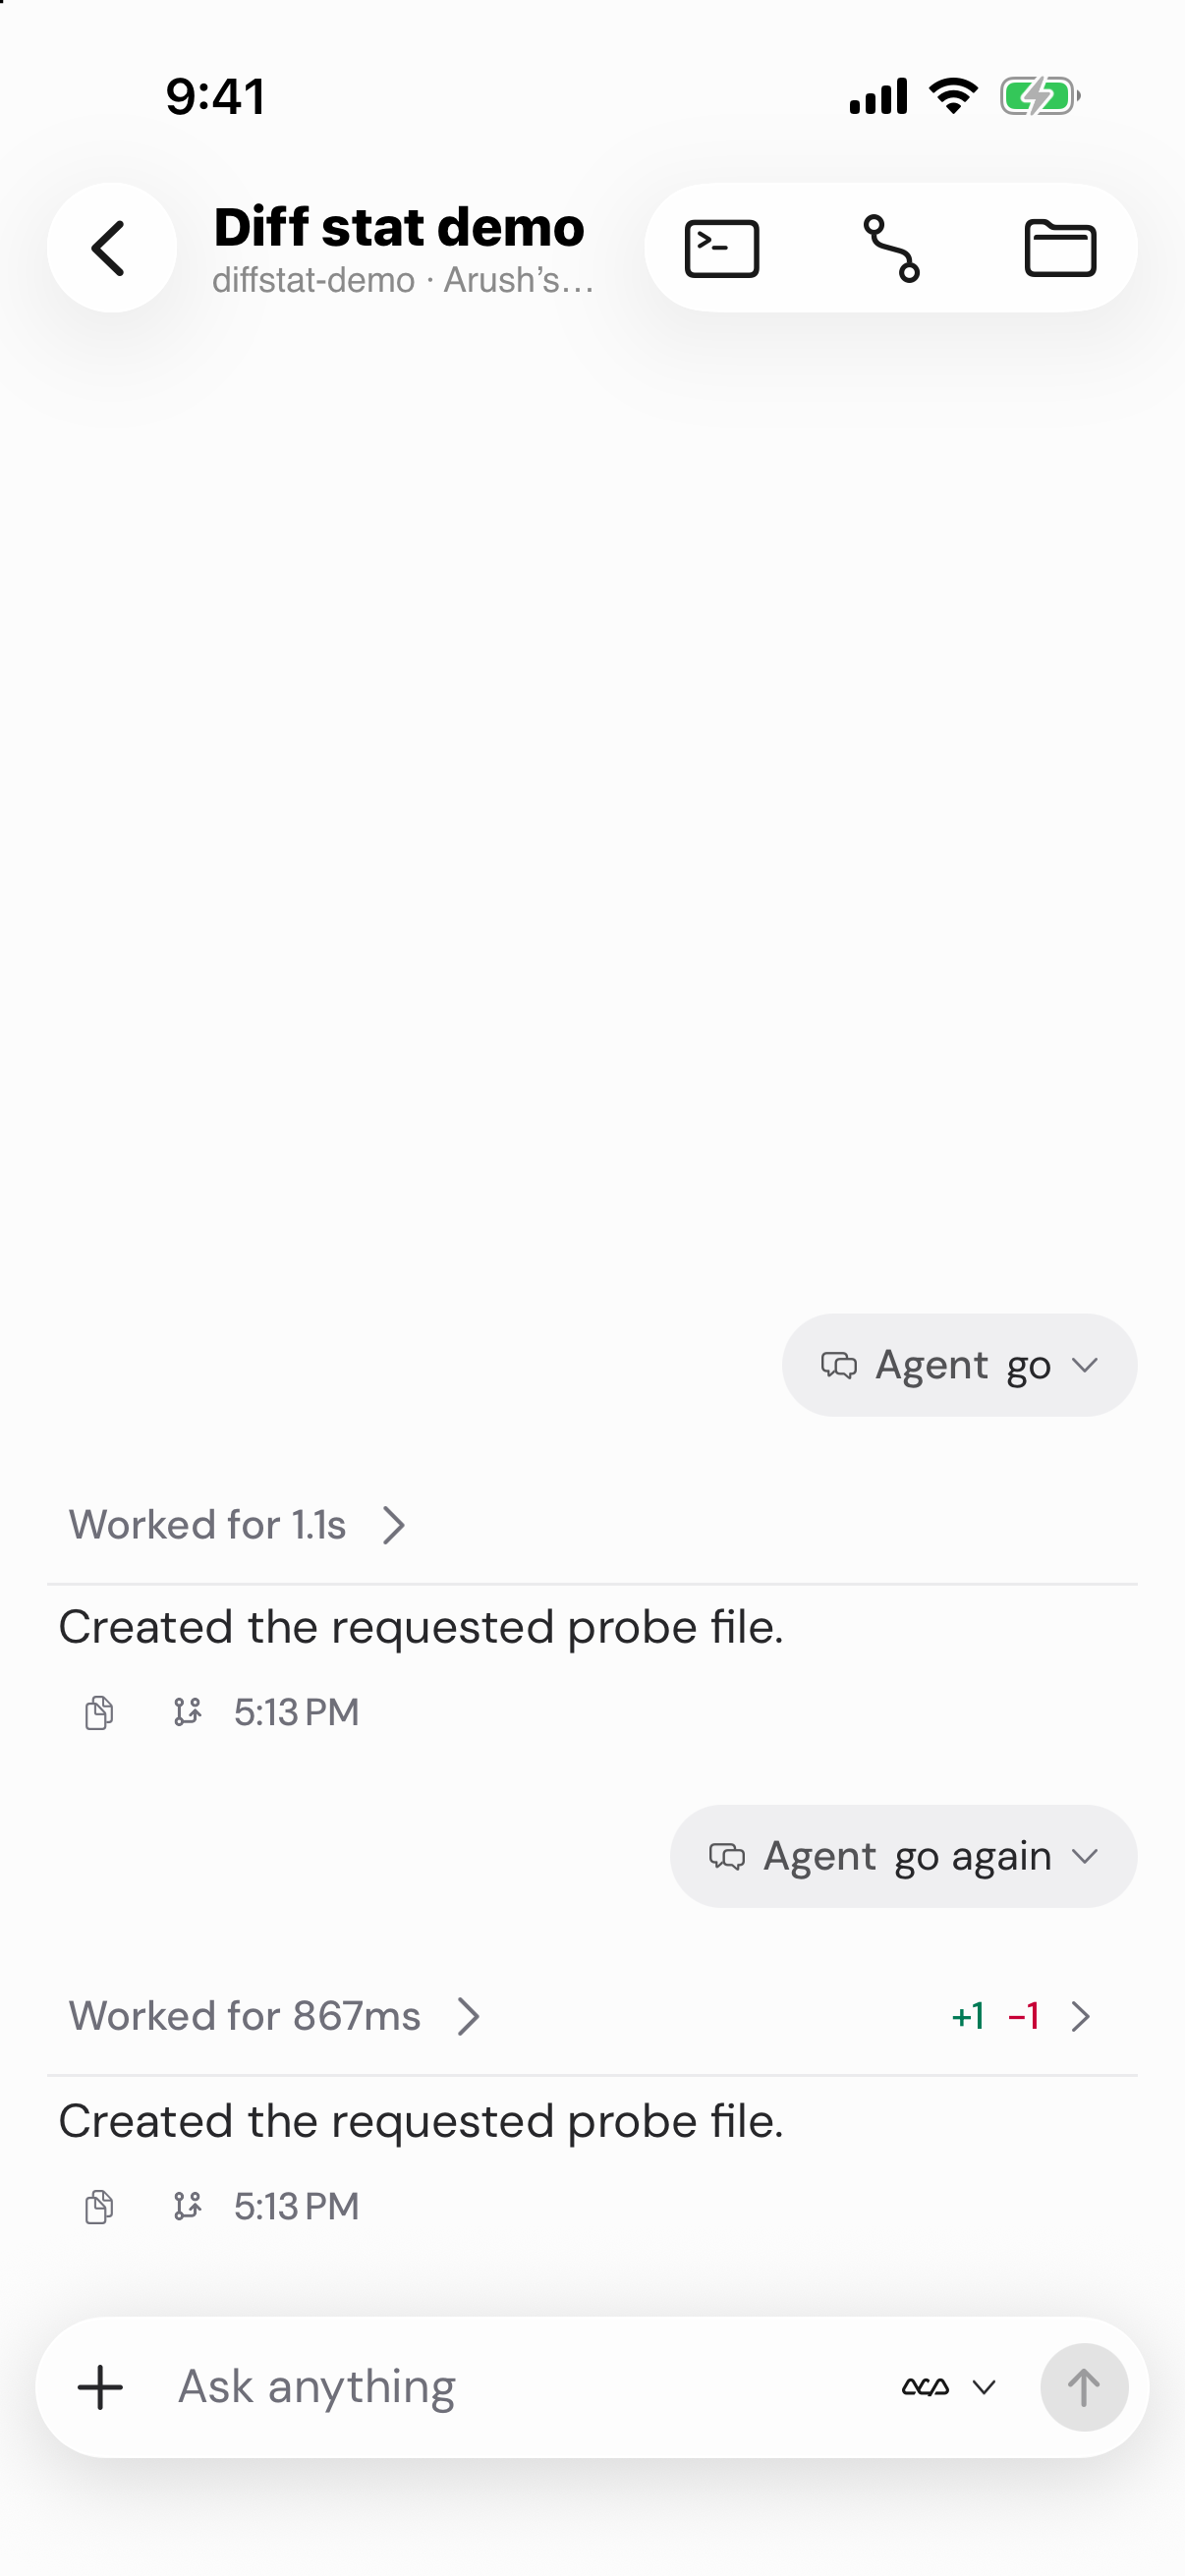 9:41
Diff stat demo
diffstat-demo · Arush’s…
Agent go
Worked for 1.1s
Created the requested probe file.
5:13 PM
Agent go again
Worked for 867ms
+1 −1
Created the requested probe file.
5:13 PM
Ask anything